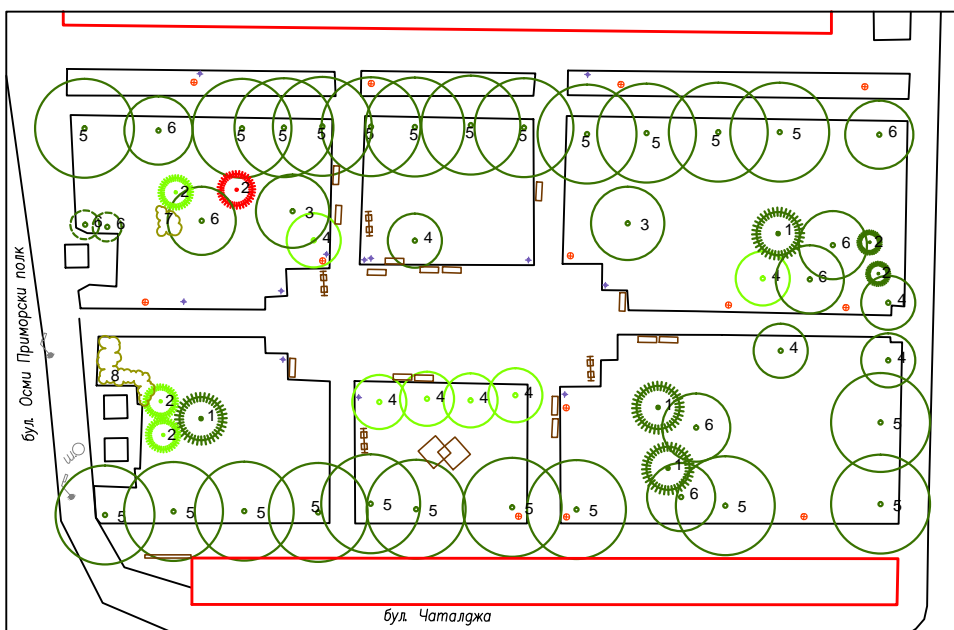 5 6 5 5 5 5 5 5 5 5 5 5 5 6
2 2
7 6 3 3
6 6 4 4 1 6 2
4 6 2
4
бул. Осми Приморски полк
4 4
8
2 4 4 4 4 1
2 1 6 5
1
6
5 5 5 5 5 5 5 5 5 5
Ш
бул. Чаталджа